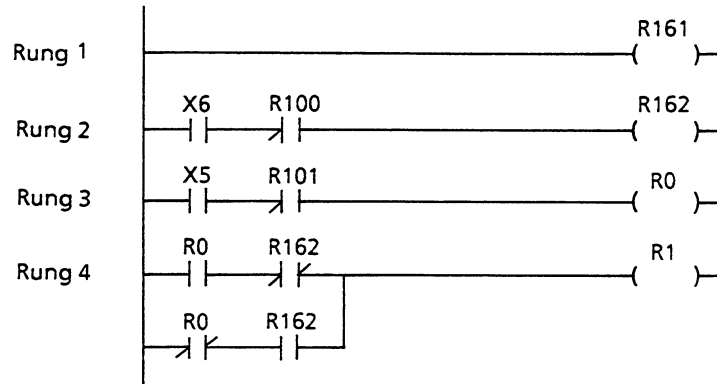 R161
Rung 1
X6 R100 R162
Rung 2
X5 R101 R0
Rung 3
R0 R162 R1
Rung 4
R0 R162